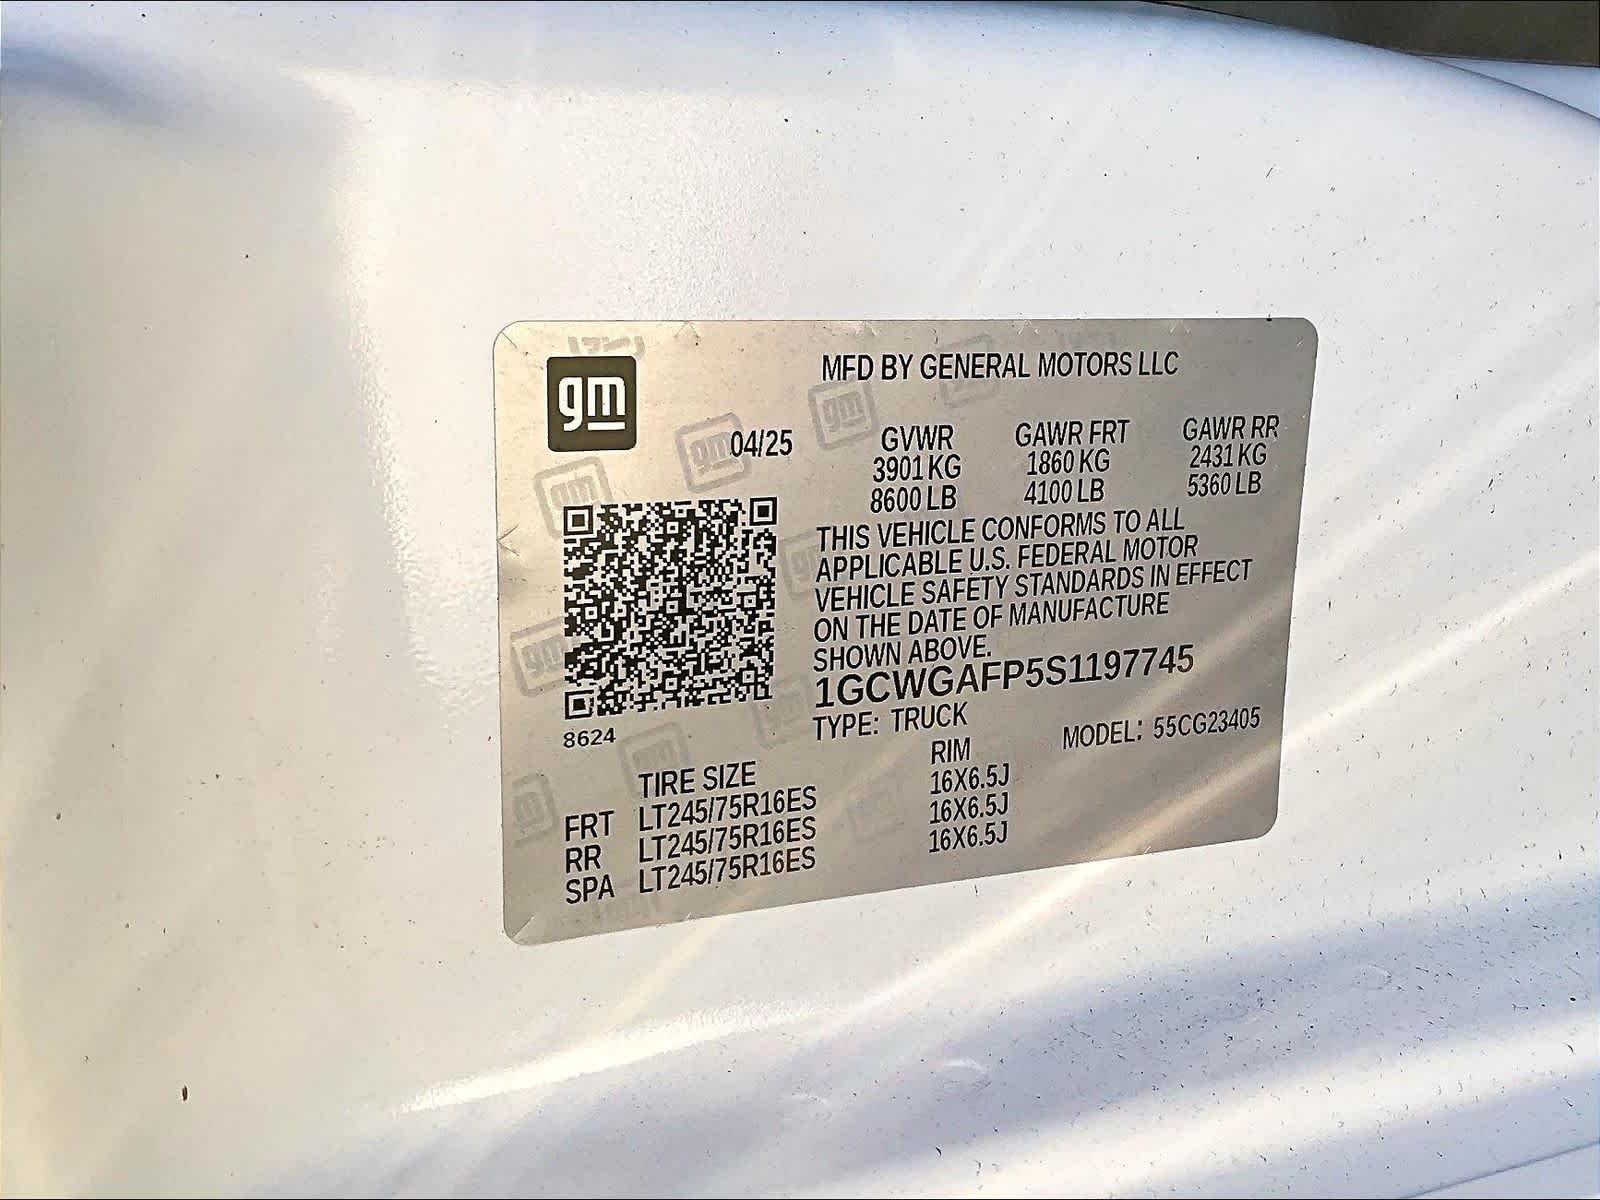 gm
MFD BY GENERAL MOTORS LLC
04/25
GVWR GAWR FRT GAWR RR
3901 KG 1860 KG 2431 KG
8600 LB 4100 LB 5360 LB
THIS VEHICLE CONFORMS TO ALL
APPLICABLE U.S. FEDERAL MOTOR
VEHICLE SAFETY STANDARDS IN EFFECT
ON THE DATE OF MANUFACTURE
SHOWN ABOVE.
1GCWGAFP5S1197745
TYPE: TRUCK MODEL: 55CG23405
8624
TIRE SIZE RIM
FRT LT245/75R16ES 16X6.5J
RR LT245/75R16ES 16X6.5J
SPA LT245/75R16ES 16X6.5J